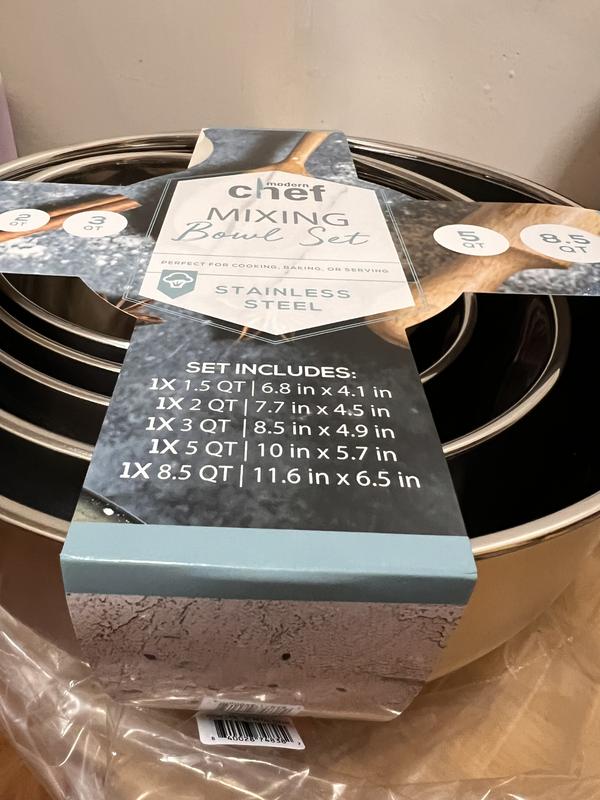 modern
chef
MIXING
Bowl Set
PERFECT FOR COOKING, BAKING, OR SERVING
STAINLESS
STEEL
2
QT
3
QT
5
QT
8.5
QT
SET INCLUDES:
1X 1.5 QT | 6.8 in x 4.1 in
1X 2 QT | 7.7 in x 4.5 in
1X 3 QT | 8.5 in x 4.9 in
1X 5 QT | 10 in x 5.7 in
1X 8.5 QT | 11.6 in x 6.5 in